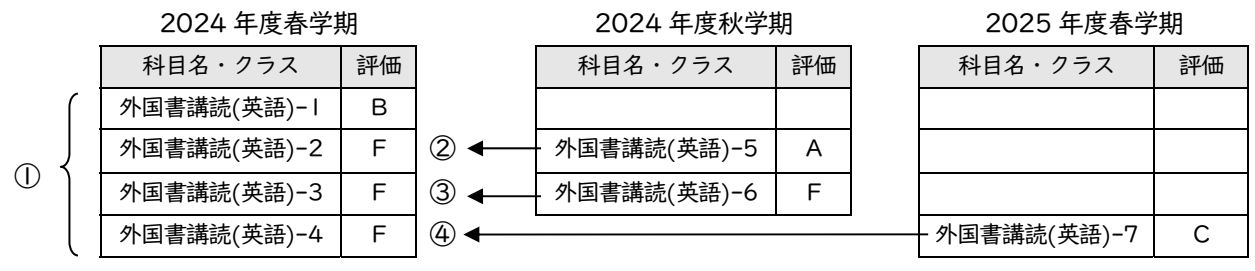 2024 年度春学期
科目名・クラス 評価
外国書講読(英語)-1 B
外国書講読(英語)-2 F
外国書講読(英語)-3 F
外国書講読(英語)-4 F
①
②
③
④
2024 年度秋学期
科目名・クラス 評価
外国書講読(英語)-5 A
外国書講読(英語)-6 F
2025 年度春学期
科目名・クラス 評価
外国書講読(英語)-7 C